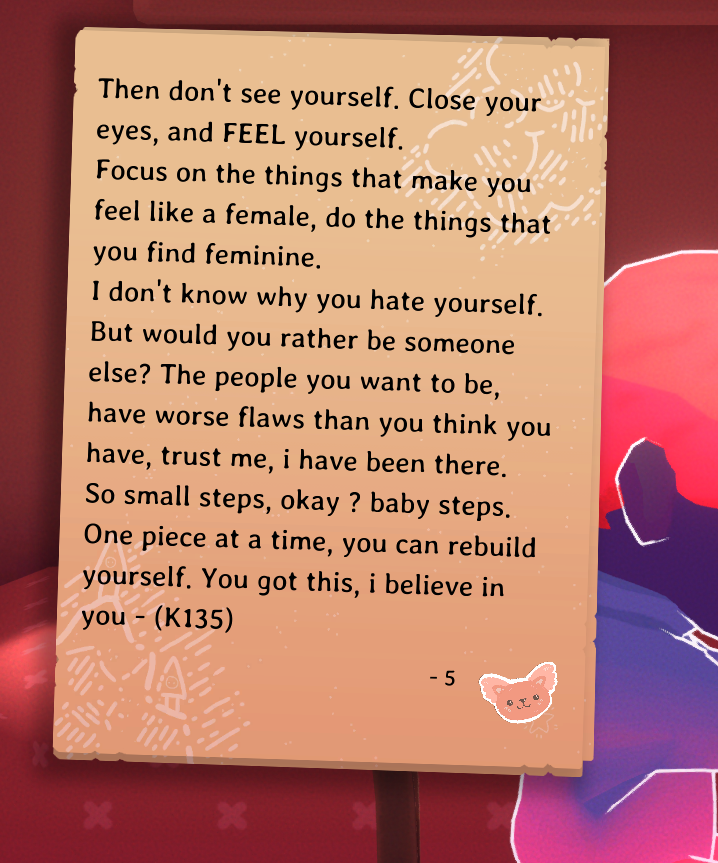 Then don't see yourself. Close your
eyes, and FEEL yourself.
Focus on the things that make you
feel like a female, do the things that
you find feminine.
I don't know why you hate yourself.
But would you rather be someone
else? The people you want to be,
have worse flaws than you think you
have, trust me, i have been there.
So small steps, okay ? baby steps.
One piece at a time, you can rebuild
yourself. You got this, i believe in
you - (K135)
- 5